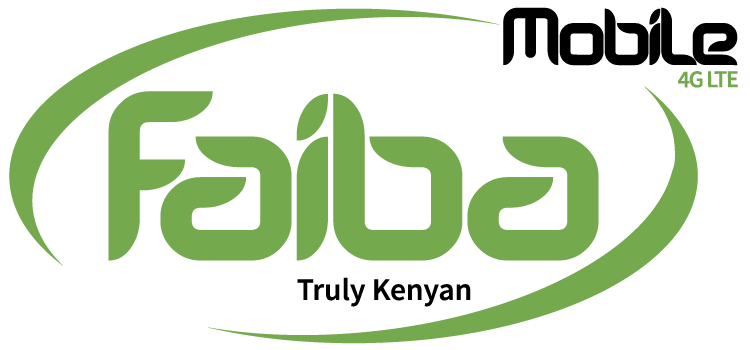 Mobile
4G LTE
Faiba
Truly Kenyan